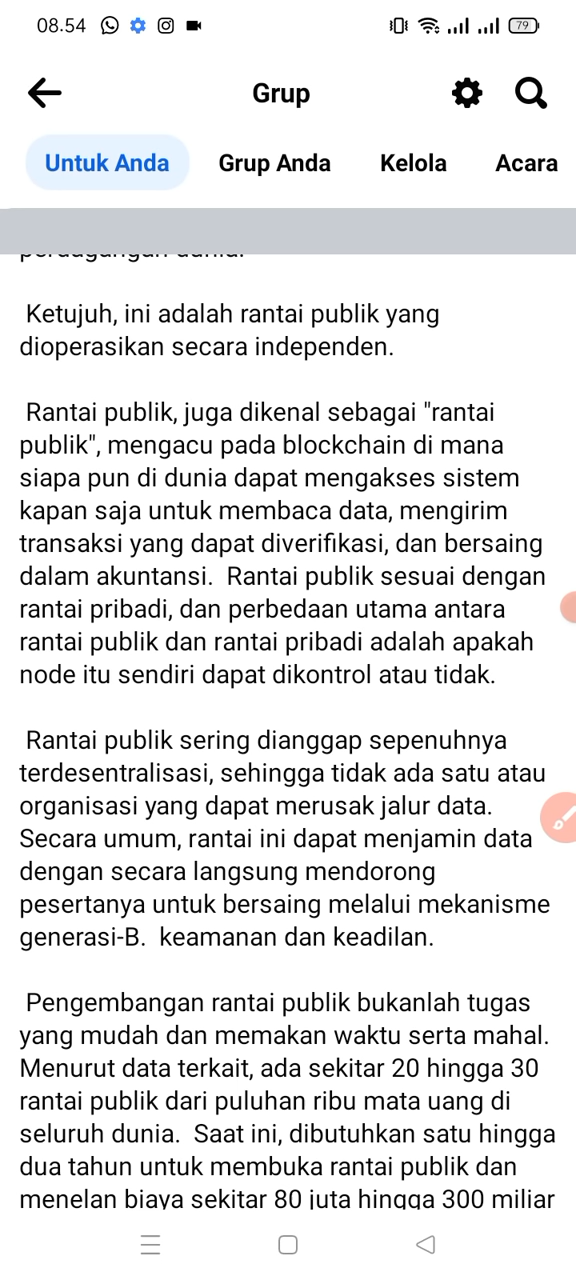 08.54
79
Grup
Untuk Anda Grup Anda Kelola Acara
Ketujuh, ini adalah rantai publik yang
dioperasikan secara independen.
Rantai publik, juga dikenal sebagai "rantai
publik", mengacu pada blockchain di mana
siapa pun di dunia dapat mengakses sistem
kapan saja untuk membaca data, mengirim
transaksi yang dapat diverifikasi, dan bersaing
dalam akuntansi. Rantai publik sesuai dengan
rantai pribadi, dan perbedaan utama antara
rantai publik dan rantai pribadi adalah apakah
node itu sendiri dapat dikontrol atau tidak.
Rantai publik sering dianggap sepenuhnya
terdesentralisasi, sehingga tidak ada satu atau
organisasi yang dapat merusak jalur data.
Secara umum, rantai ini dapat menjamin data
dengan secara langsung mendorong
pesertanya untuk bersaing melalui mekanisme
generasi-B. keamanan dan keadilan.
Pengembangan rantai publik bukanlah tugas
yang mudah dan memakan waktu serta mahal.
Menurut data terkait, ada sekitar 20 hingga 30
rantai publik dari puluhan ribu mata uang di
seluruh dunia. Saat ini, dibutuhkan satu hingga
dua tahun untuk membuka rantai publik dan
menelan biaya sekitar 80 juta hingga 300 miliar